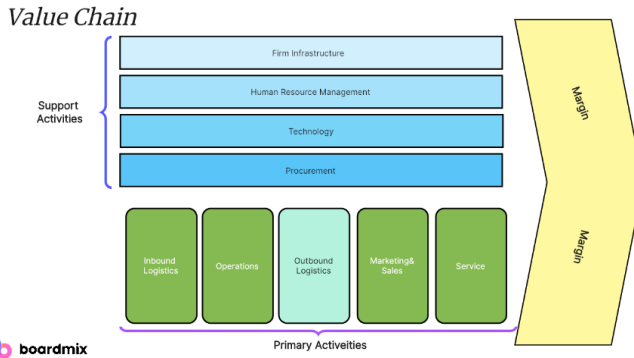 Value Chain
Support
Activities
Firm Infrastructure
Human Resource Management
Technology
Procurement
Margin
Inbound
Logistics
Operations
Outbound
Logistics
Marketing&
Sales
Service
Margin
Primary Activeities
boardmix